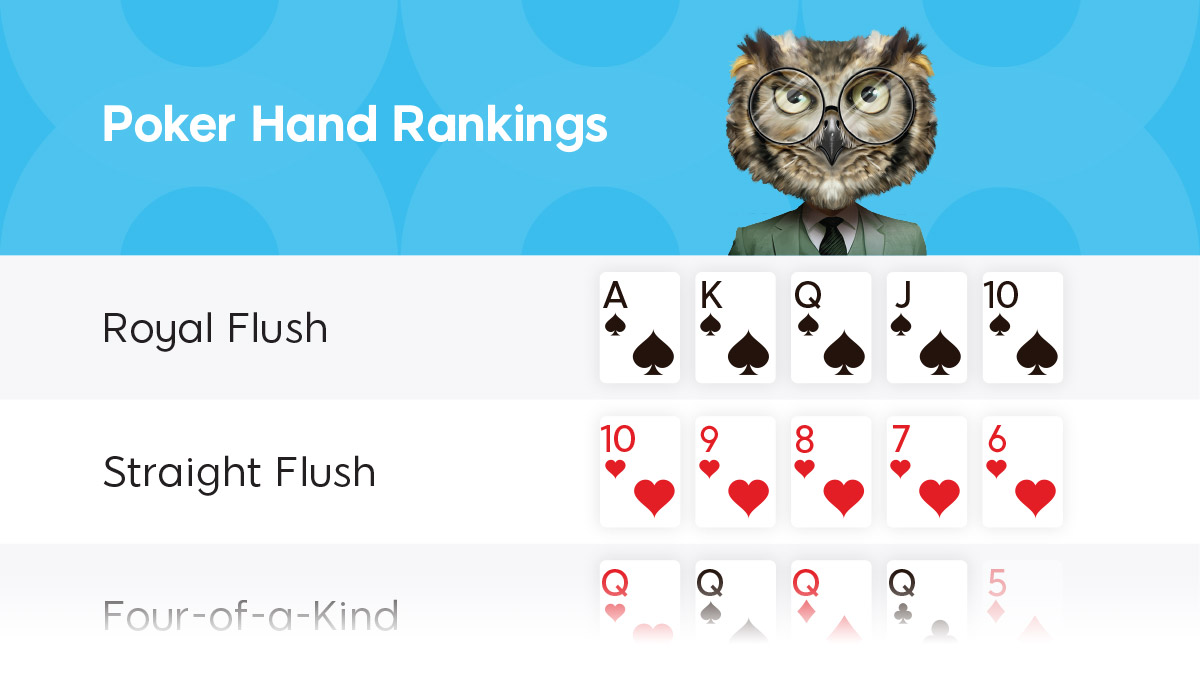 Poker Hand Rankings
Royal Flush A K Q J 10
Straight Flush 10 9 8 7 6
Four-of-a-Kind Q Q Q Q 5